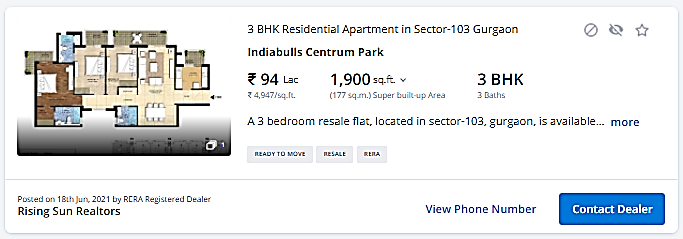 3 BHK Residential Apartment in Sector-103 Gurgaon
Indiabulls Centrum Park
₹ 94 Lac
1,900 sq.ft.
3 BHK
₹ 4,947/sq.ft.
(177 sq.m.) Super built-up Area
3 Baths
A 3 bedroom resale flat, located in sector-103, gurgaon, is available... more
1
READY TO MOVE
RESALE
RERA
Posted on 18th Jun, 2021 by RERA Registered Dealer
Rising Sun Realtors
View Phone Number
Contact Dealer